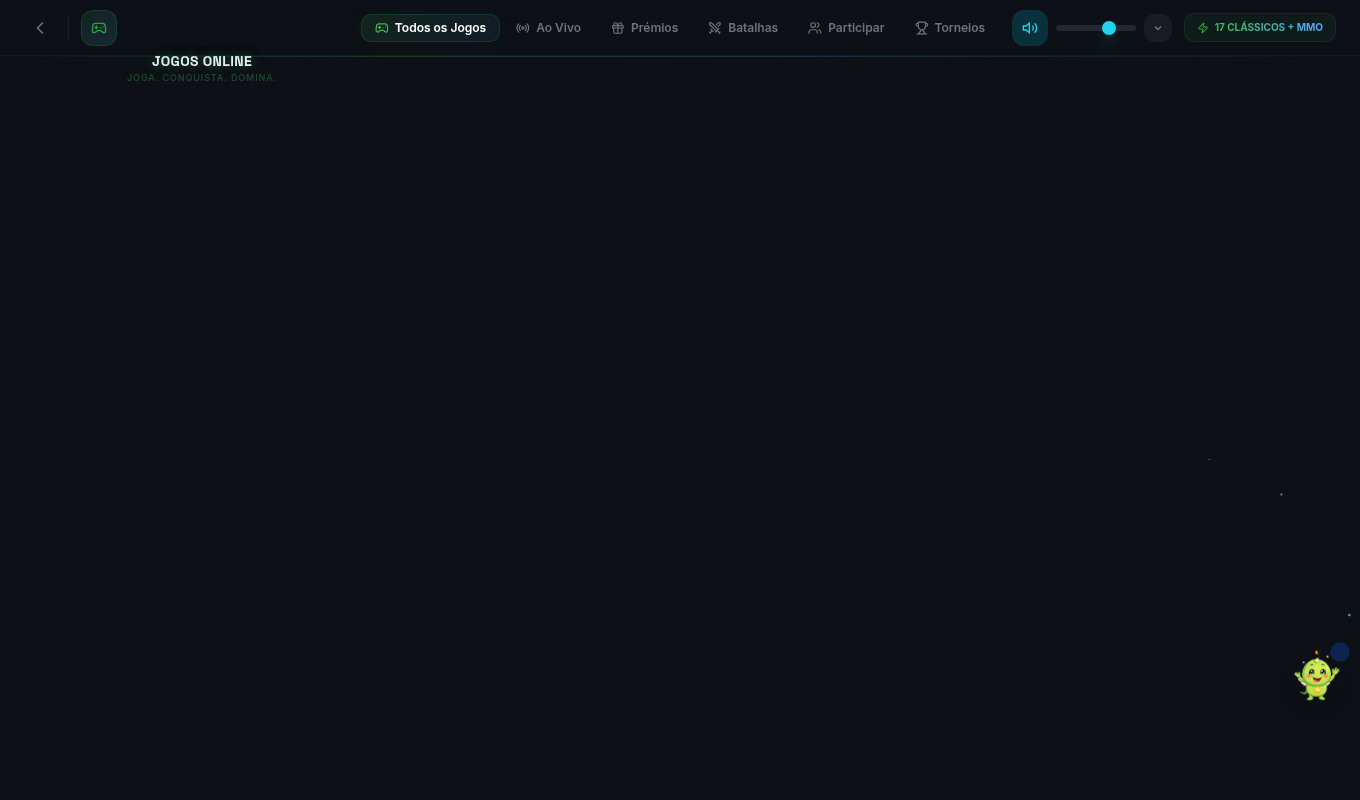 Todos os Jogos
Ao Vivo
Prémios
Batalhas
Participar
Torneios
17 CLÁSSICOS + MMO
JOGOS ONLINE
JOGA. CONQUISTA. DOMINA.